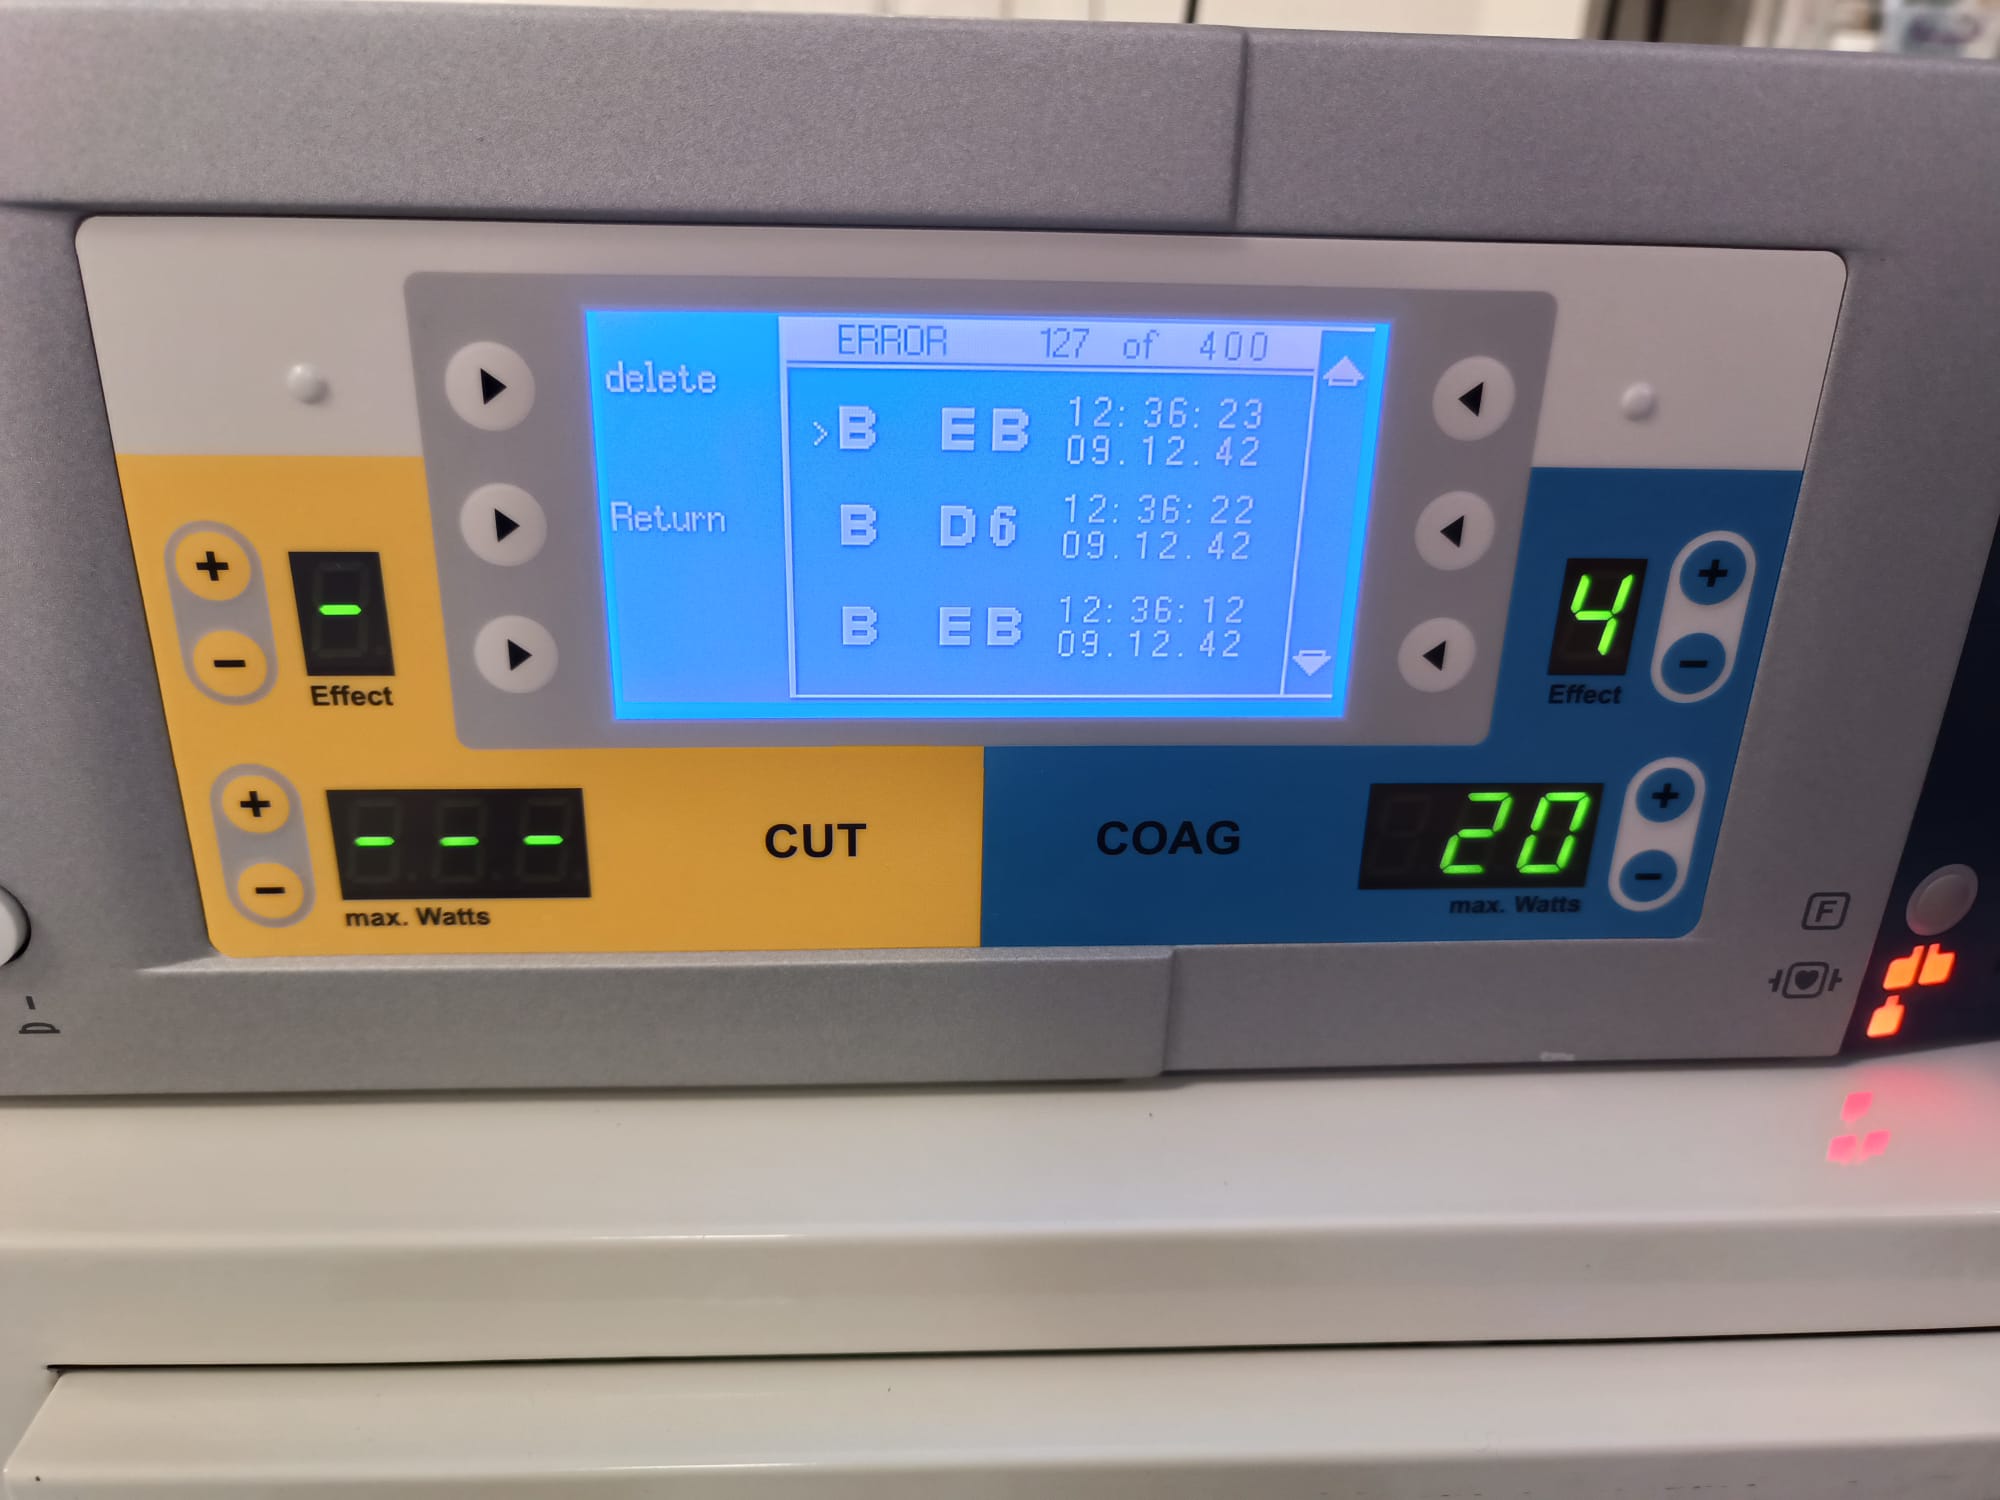 ERROR 127 of 400
delete
>B EB 12:36:23
09.12.42
Return
B D6 12:36:22
09.12.42
B EB 12:36:12
09.12.42
+
-
-
Effect
4
+
-
Effect
+
-
---
max. Watts
CUT
COAG
20
+
-
max. Watts
F